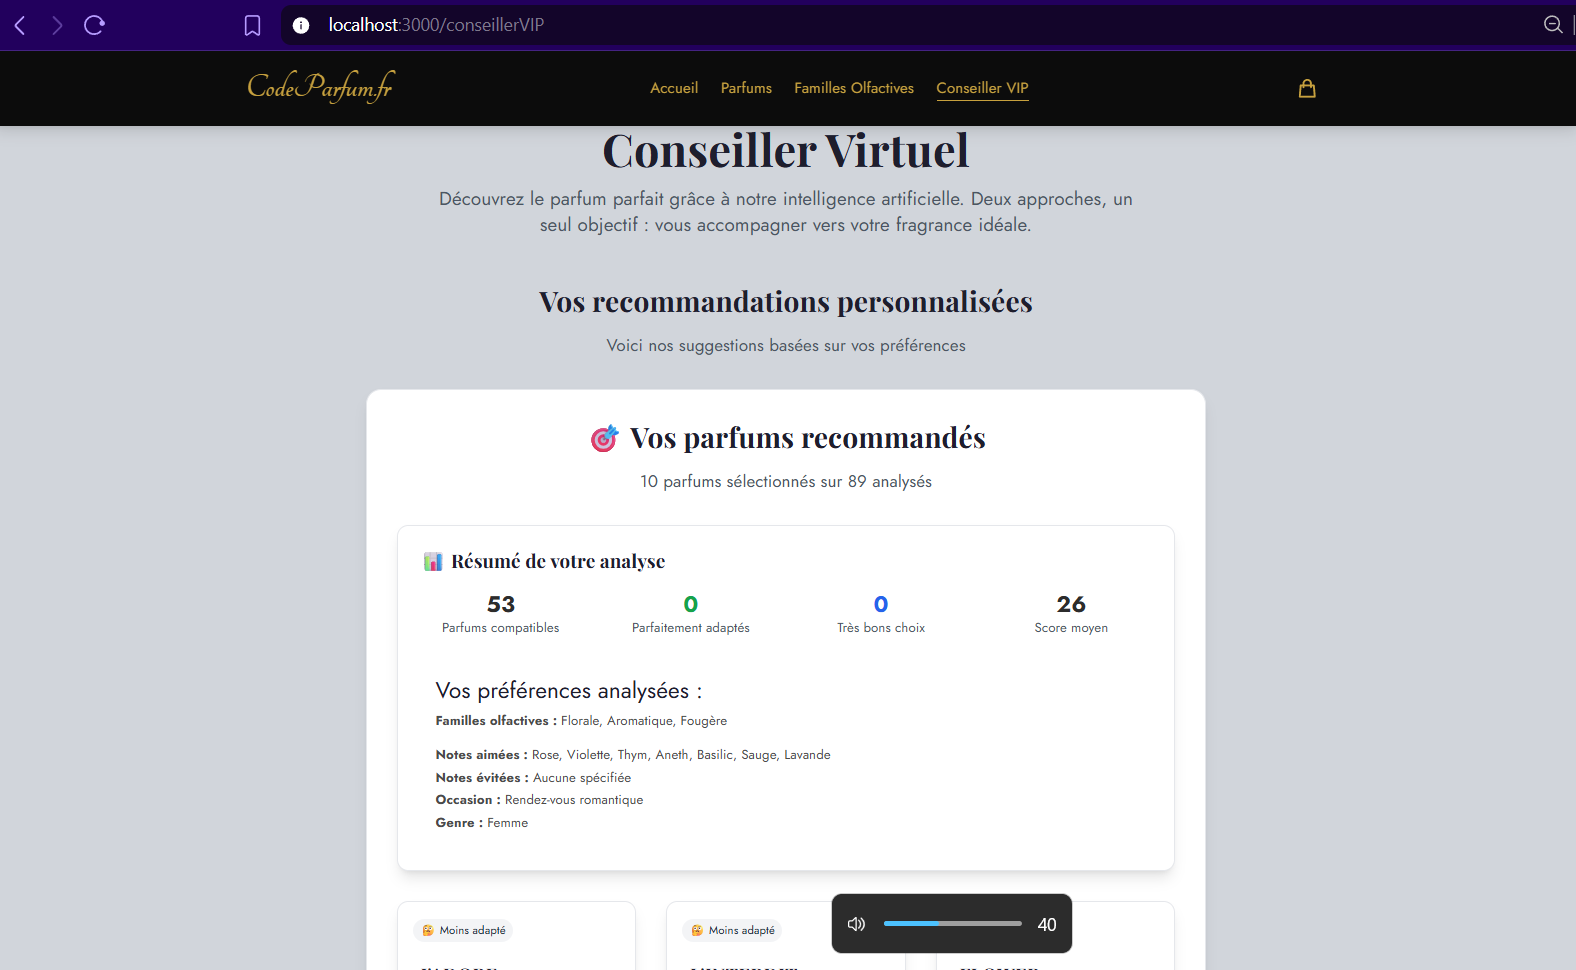 localhost:3000/conseillerVIP
CodeParfum.fr
Accueil Parfums Familles Olfactives Conseiller VIP
Conseiller Virtuel
Découvrez le parfum parfait grâce à notre intelligence artificielle. Deux approches, un
seul objectif : vous accompagner vers votre fragrance idéale.
Vos recommandations personnalisées
Voici nos suggestions basées sur vos préférences
Vos parfums recommandés
10 parfums sélectionnés sur 89 analysés
Résumé de votre analyse
53 0 0 26
Parfums compatibles Parfaitement adaptés Très bons choix Score moyen
Vos préférences analysées :
Familles olfactives : Florale, Aromatique, Fougère
Notes aimées : Rose, Violette, Thym, Aneth, Basilic, Sauge, Lavande
Notes évitées : Aucune spécifiée
Occasion : Rendez-vous romantique
Genre : Femme
Moins adapté Moins adapté
40